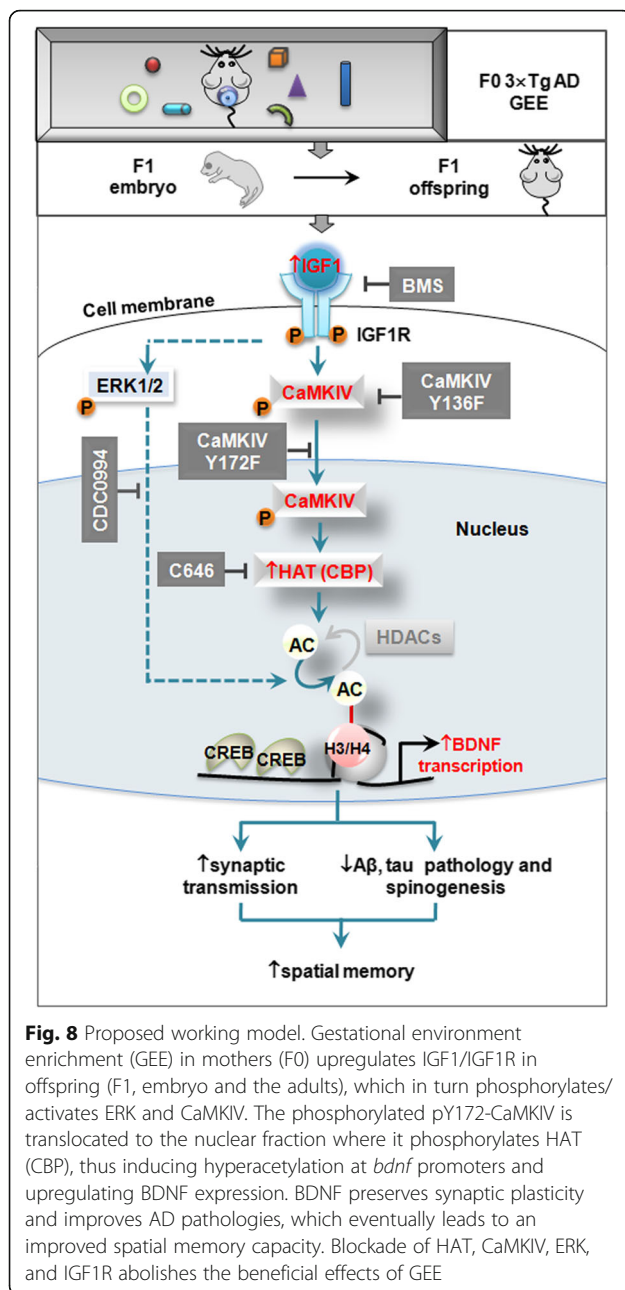 F0 3×Tg AD
GEE
F1
embryo
F1
offspring
↑IGF1
BMS
Cell membrane
P
P
IGF1R
ERK1/2
P
CaMKIV
P
CaMKIV
Y136F
CaMKIV
Y172F
CDC0994
CaMKIV
P
Nucleus
C646
↑HAT (CBP)
AC
HDACs
AC
CREB
CREB
H3/H4
↑BDNF
transcription
↑synaptic
transmission
↓Aβ, tau pathology and
spinogenesis
↑spatial memory
Fig. 8 Proposed working model. Gestational environment
enrichment (GEE) in mothers (F0) upregulates IGF1/IGF1R in
offspring (F1, embryo and the adults), which in turn phosphorylates/
activates ERK and CaMKIV. The phosphorylated pY172-CaMKIV is
translocated to the nuclear fraction where it phosphorylates HAT
(CBP), thus inducing hyperacetylation at bdnf promoters and
upregulating BDNF expression. BDNF preserves synaptic plasticity
and improves AD pathologies, which eventually leads to an
improved spatial memory capacity. Blockade of HAT, CaMKIV, ERK,
and IGF1R abolishes the beneficial effects of GEE